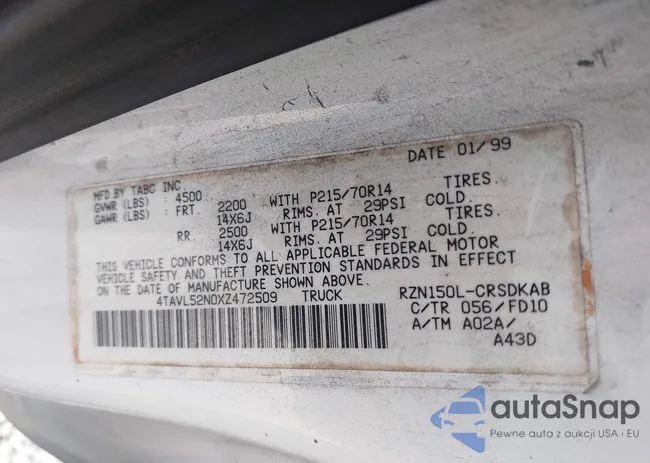 DATE 01/99
MFD BY TABC INC.
GVWR (LBS) : 4500
GAWR (LBS) : FRT. 2200 WITH P215/70R14 TIRES.
14X6J RIMS. AT 29PSI COLD.
RR. 2500 WITH P215/70R14 TIRES.
14X6J RIMS. AT 29PSI COLD.
THIS VEHICLE CONFORMS TO ALL APPLICABLE FEDERAL MOTOR
VEHICLE SAFETY AND THEFT PREVENTION STANDARDS IN EFFECT
ON THE DATE OF MANUFACTURE SHOWN ABOVE.
4TAVL52N0XZ472509 TRUCK RZN150L-CRSDKAB
C/TR 056/FD10
A/TM A02A/
A43D
autaSnap
Pewne auta z aukcji USA i EU